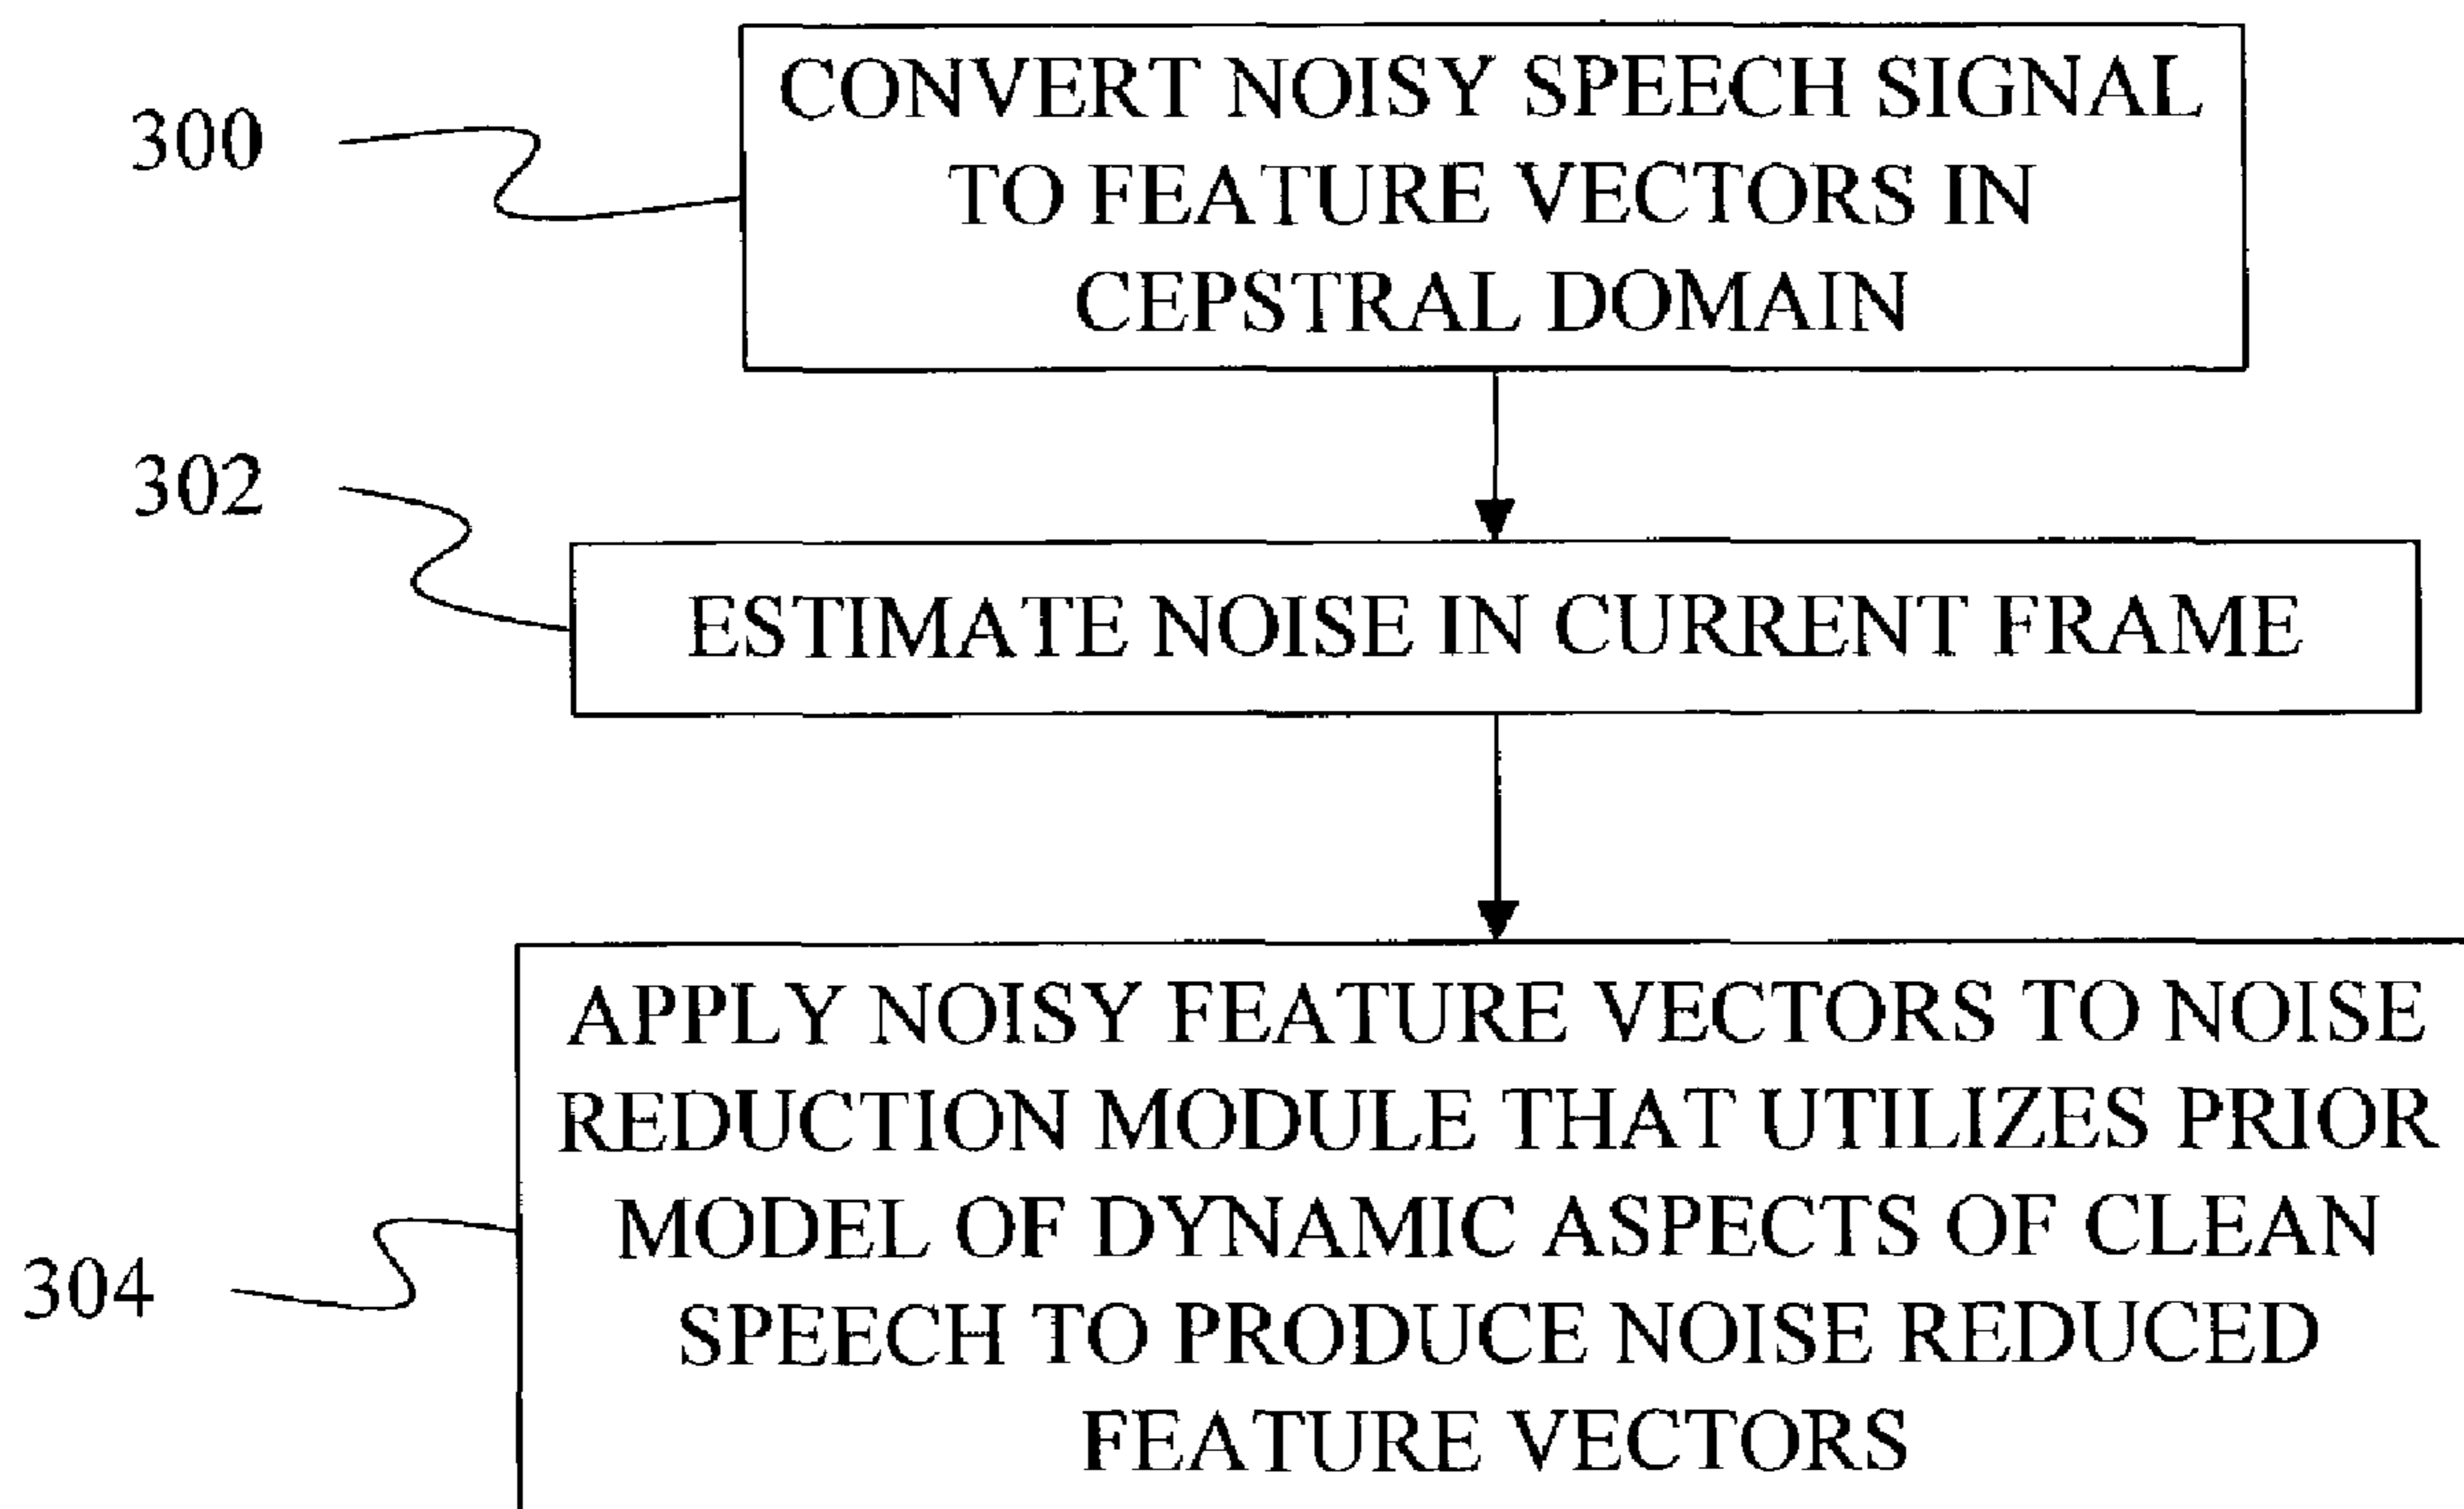 300
CONVERT NOISY SPEECH SIGNAL
TO FEATURE VECTORS IN
CEPSTRAL DOMAIN
302
ESTIMATE NOISE IN CURRENT FRAME
304
APPLY NOISY FEATURE VECTORS TO NOISE
REDUCTION MODULE THAT UTILIZES PRIOR
MODEL OF DYNAMIC ASPECTS OF CLEAN
SPEECH TO PRODUCE NOISE REDUCED
FEATURE VECTORS